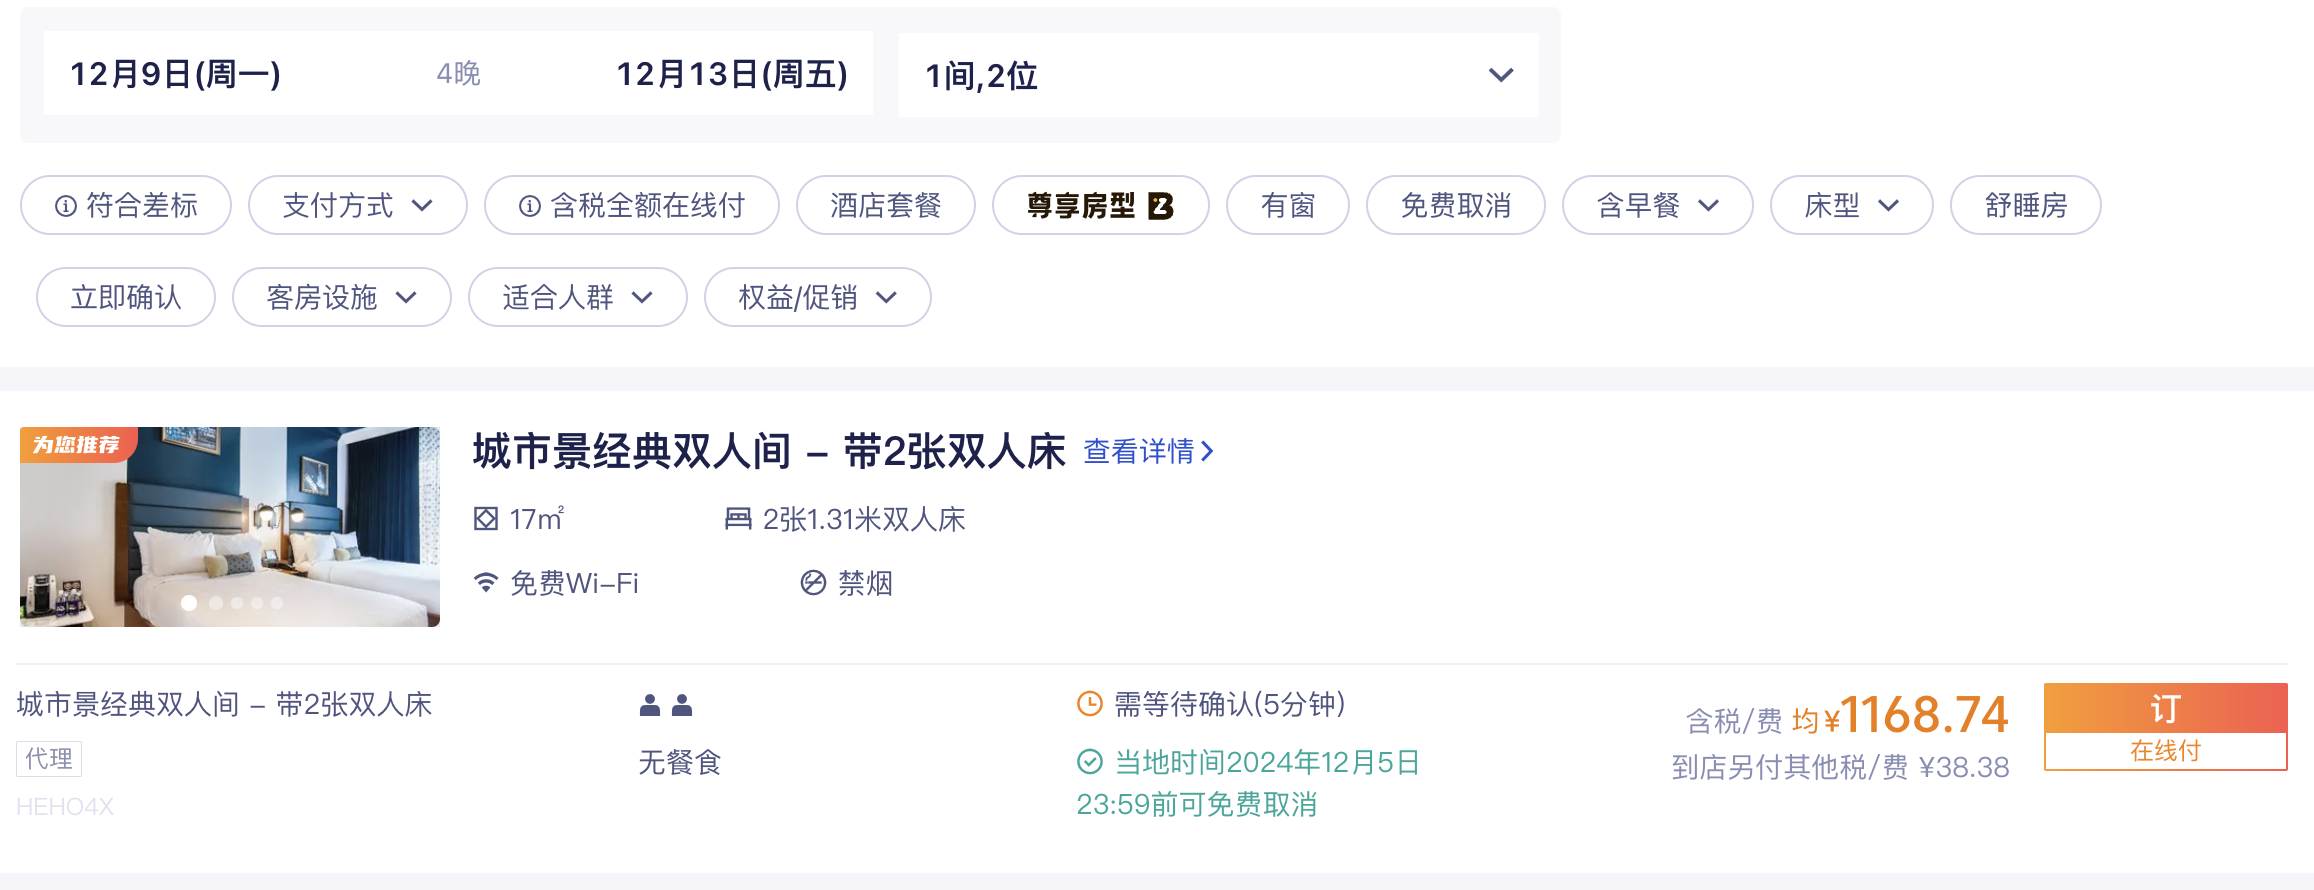 12月9日(周一) 4晚 12月13日(周五) 1间,2位
符合差标 支付方式 含税全额在线付 酒店套餐 尊享房型 有窗 免费取消 含早餐 床型 舒睡房
立即确认 客房设施 适合人群 权益/促销
为您推荐
城市景经典双人间 – 带2张双人床 查看详情
17m² 2张1.31米双人床
免费Wi-Fi 禁烟
城市景经典双人间 – 带2张双人床
代理
HEHO4X
无餐食
需等待确认(5分钟)
当地时间2024年12月5日
23:59前可免费取消
含税/费 均 ¥1168.74
到店另付其他税/费 ¥38.38
订
在线付